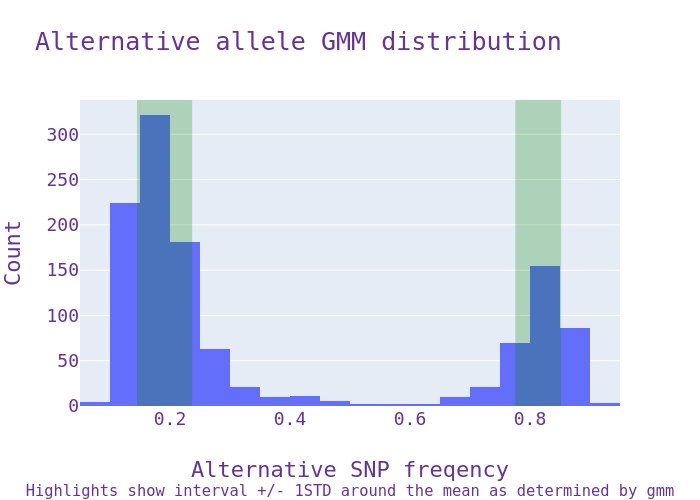 Alternative allele GMM distribution
300
250
200
150
100
50
0
Count
0.2 0.4 0.6 0.8
Alternative SNP freqency
Highlights show interval +/- 1STD around the mean as determined by gmm